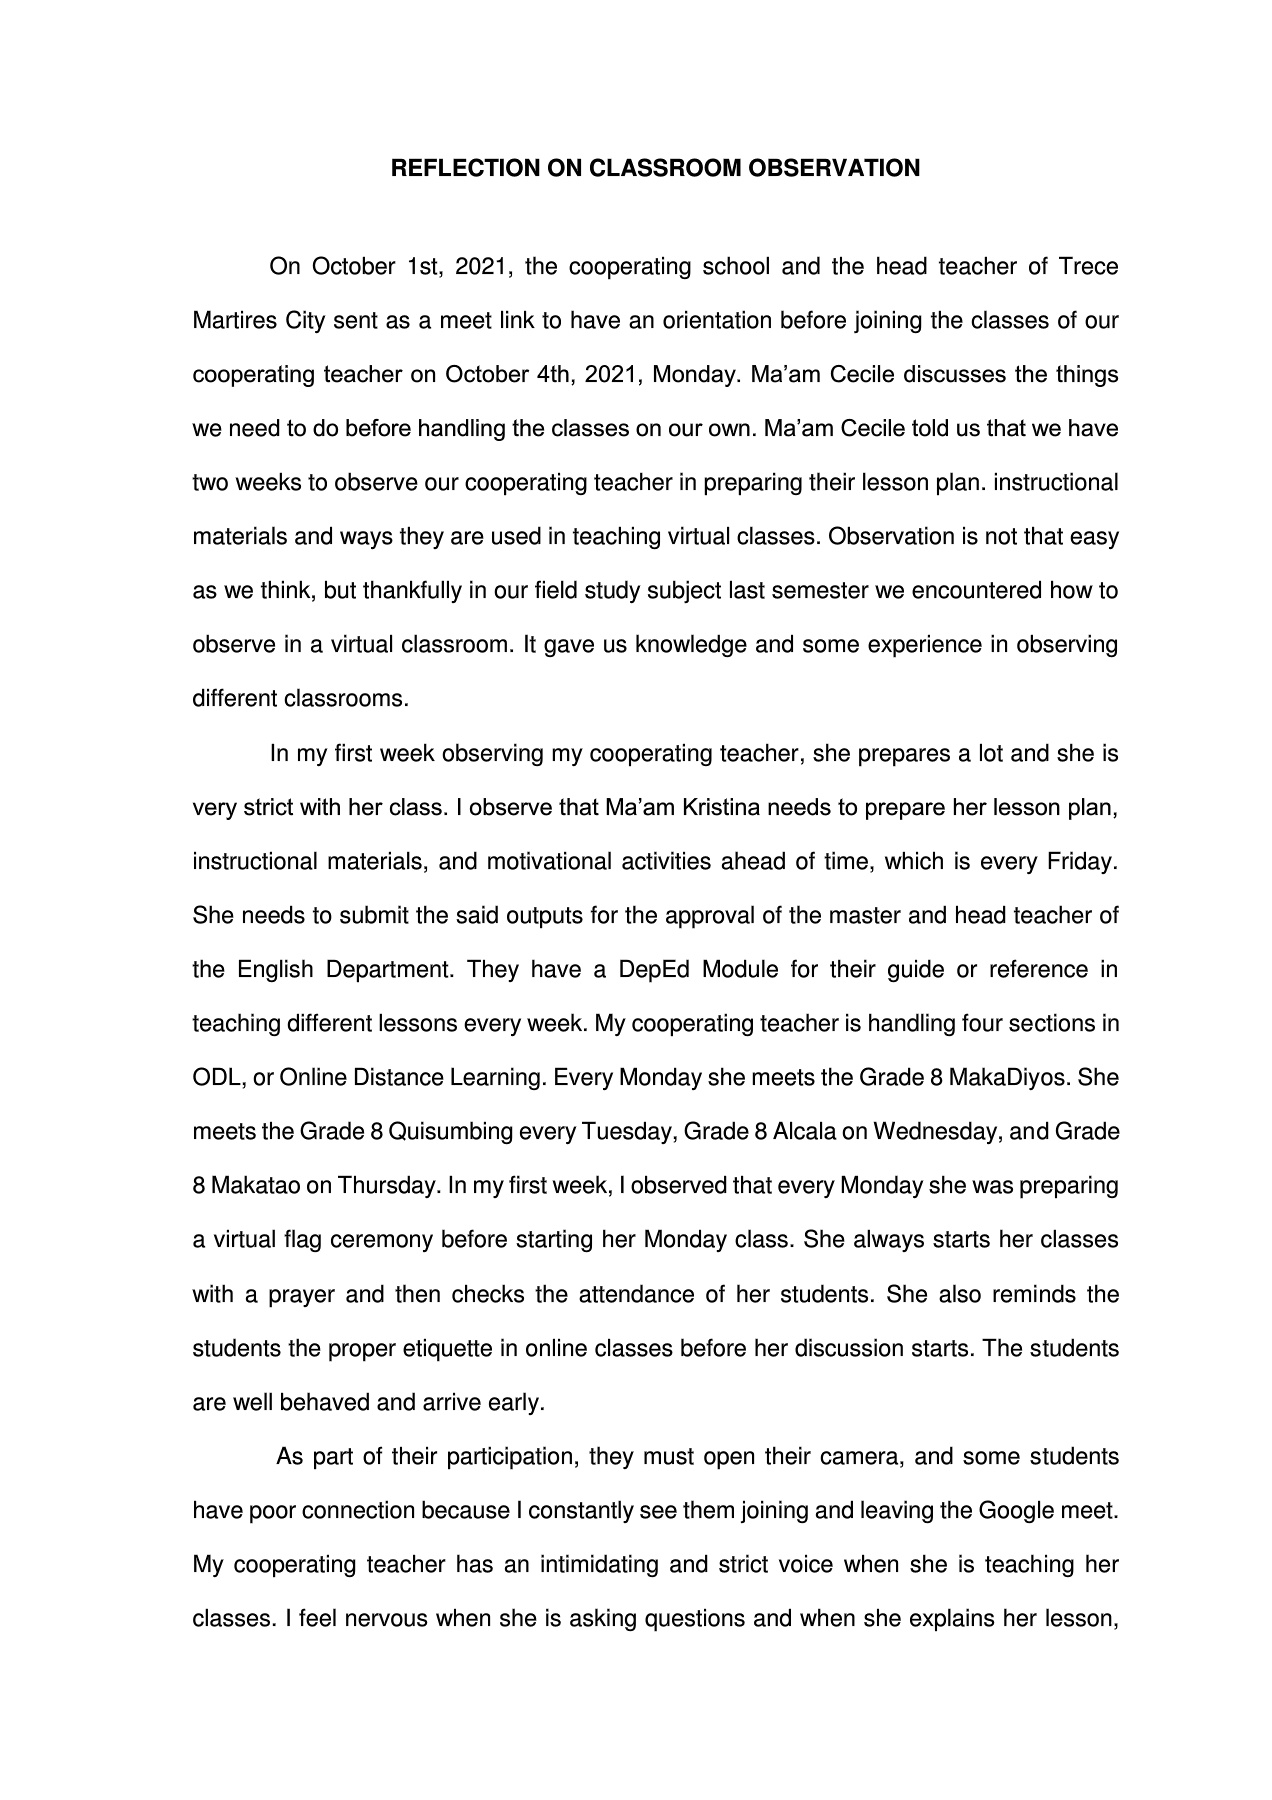 REFLECTION ON CLASSROOM OBSERVATION
On October 1st, 2021, the cooperating school and the head teacher of Trece
Martires City sent as a meet link to have an orientation before joining the classes of our
cooperating teacher on October 4th, 2021, Monday. Ma’am Cecile discusses the things
we need to do before handling the classes on our own. Ma’am Cecile told us that we have
two weeks to observe our cooperating teacher in preparing their lesson plan. instructional
materials and ways they are used in teaching virtual classes. Observation is not that easy
as we think, but thankfully in our field study subject last semester we encountered how to
observe in a virtual classroom. It gave us knowledge and some experience in observing
different classrooms.
In my first week observing my cooperating teacher, she prepares a lot and she is
very strict with her class. I observe that Ma’am Kristina needs to prepare her lesson plan,
instructional materials, and motivational activities ahead of time, which is every Friday.
She needs to submit the said outputs for the approval of the master and head teacher of
the English Department. They have a DepEd Module for their guide or reference in
teaching different lessons every week. My cooperating teacher is handling four sections in
ODL, or Online Distance Learning. Every Monday she meets the Grade 8 MakaDiyos. She
meets the Grade 8 Quisumbing every Tuesday, Grade 8 Alcala on Wednesday, and Grade
8 Makatao on Thursday. In my first week, I observed that every Monday she was preparing
a virtual flag ceremony before starting her Monday class. She always starts her classes
with a prayer and then checks the attendance of her students. She also reminds the
students the proper etiquette in online classes before her discussion starts. The students
are well behaved and arrive early.
As part of their participation, they must open their camera, and some students
have poor connection because I constantly see them joining and leaving the Google meet.
My cooperating teacher has an intimidating and strict voice when she is teaching her
classes. I feel nervous when she is asking questions and when she explains her lesson,